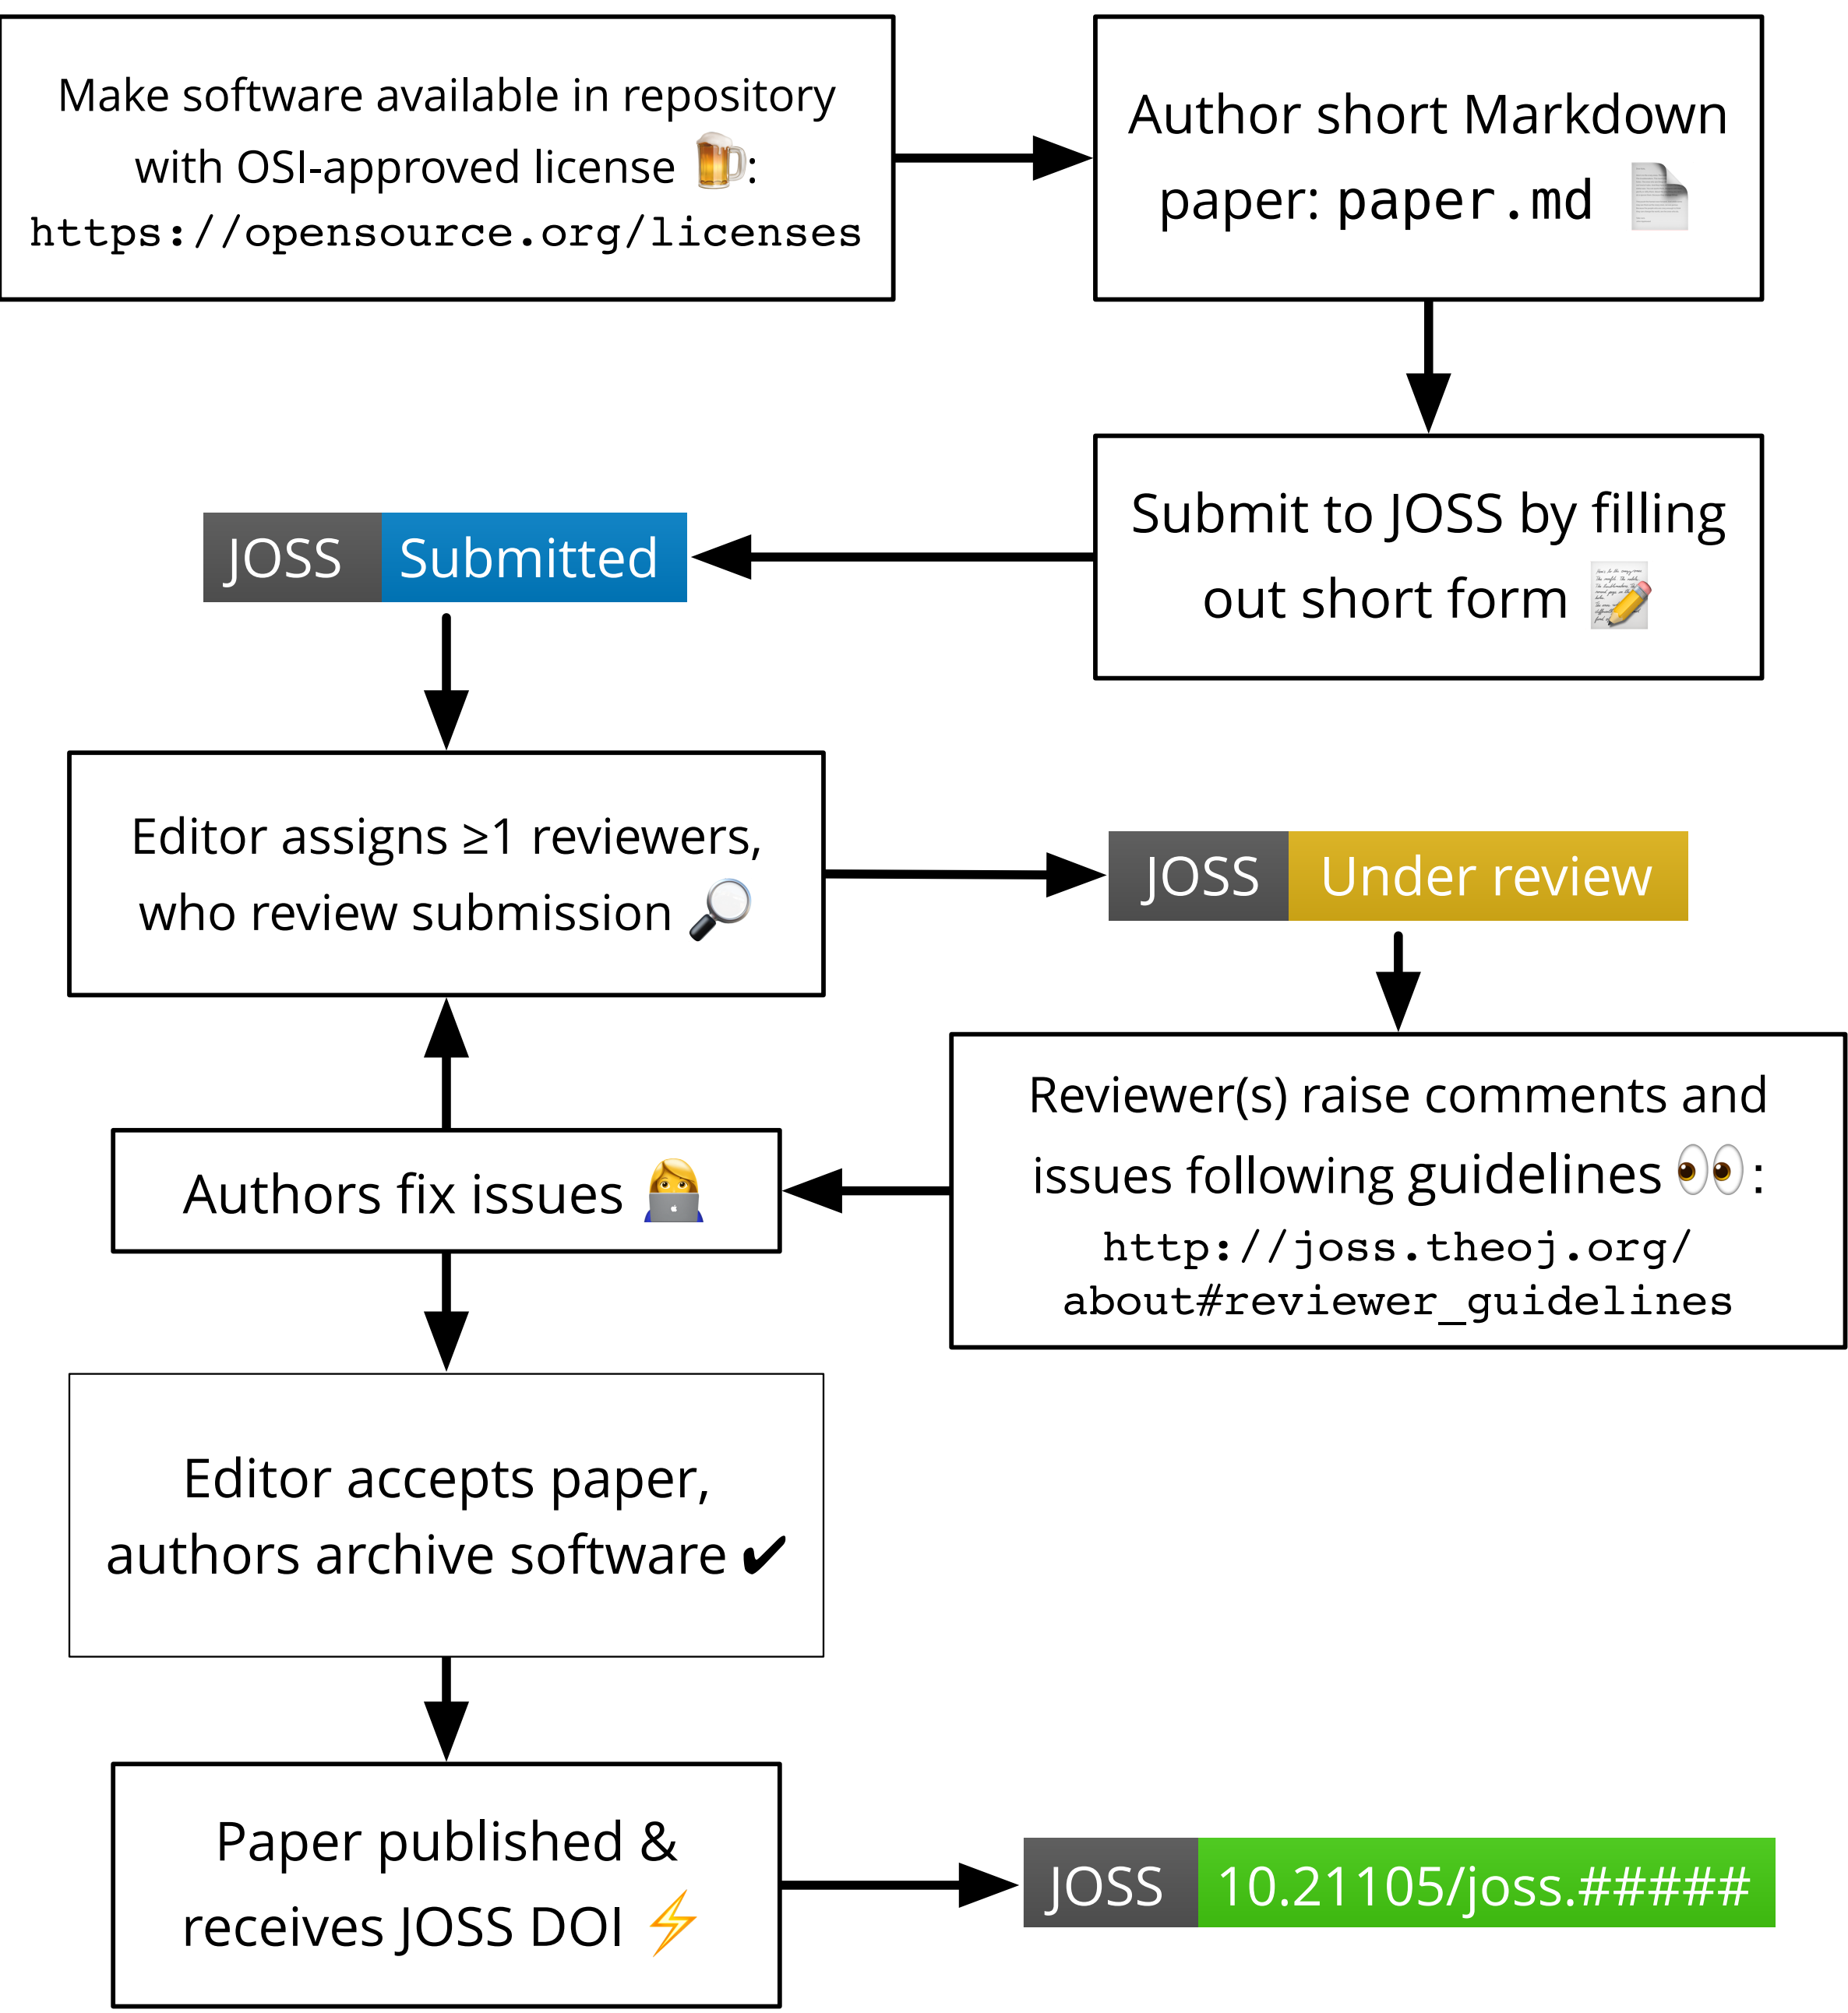 Make software available in repository
with OSI-approved license 🍺:
https://opensource.org/licenses
Author short Markdown
paper: paper.md
Submit to JOSS by filling
out short form
JOSS Submitted
Editor assigns ≥1 reviewers,
who review submission
JOSS Under review
Reviewer(s) raise comments and
issues following guidelines 👀:
http://joss.theoj.org/
about#reviewer_guidelines
Authors fix issues
Editor accepts paper,
authors archive software ✔
Paper published &
receives JOSS DOI
JOSS 10.21105/joss.#####